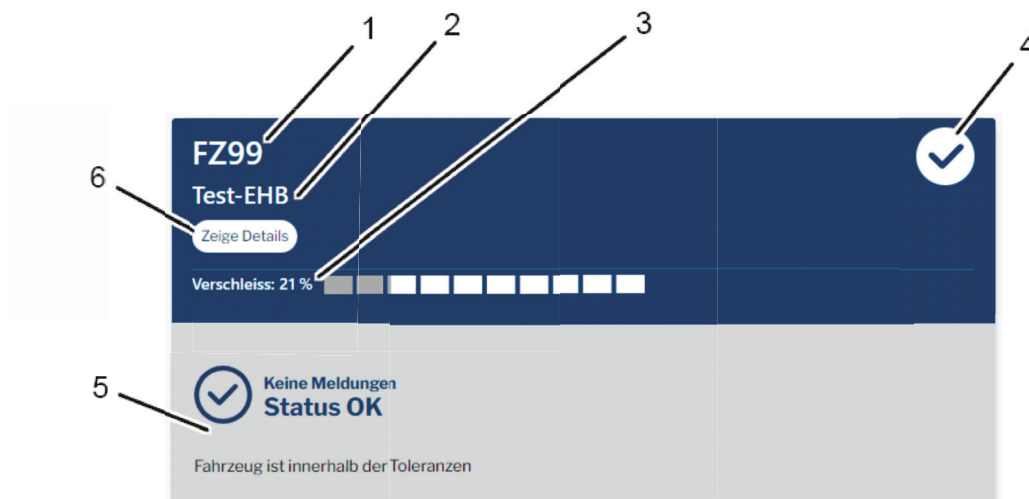 1
2
3
4
FZ99
Test-EHB
6
Zeige Details
Verschleiss: 21 %
Keine Meldungen
Status OK
5
Fahrzeug ist innerhalb der Toleranzen